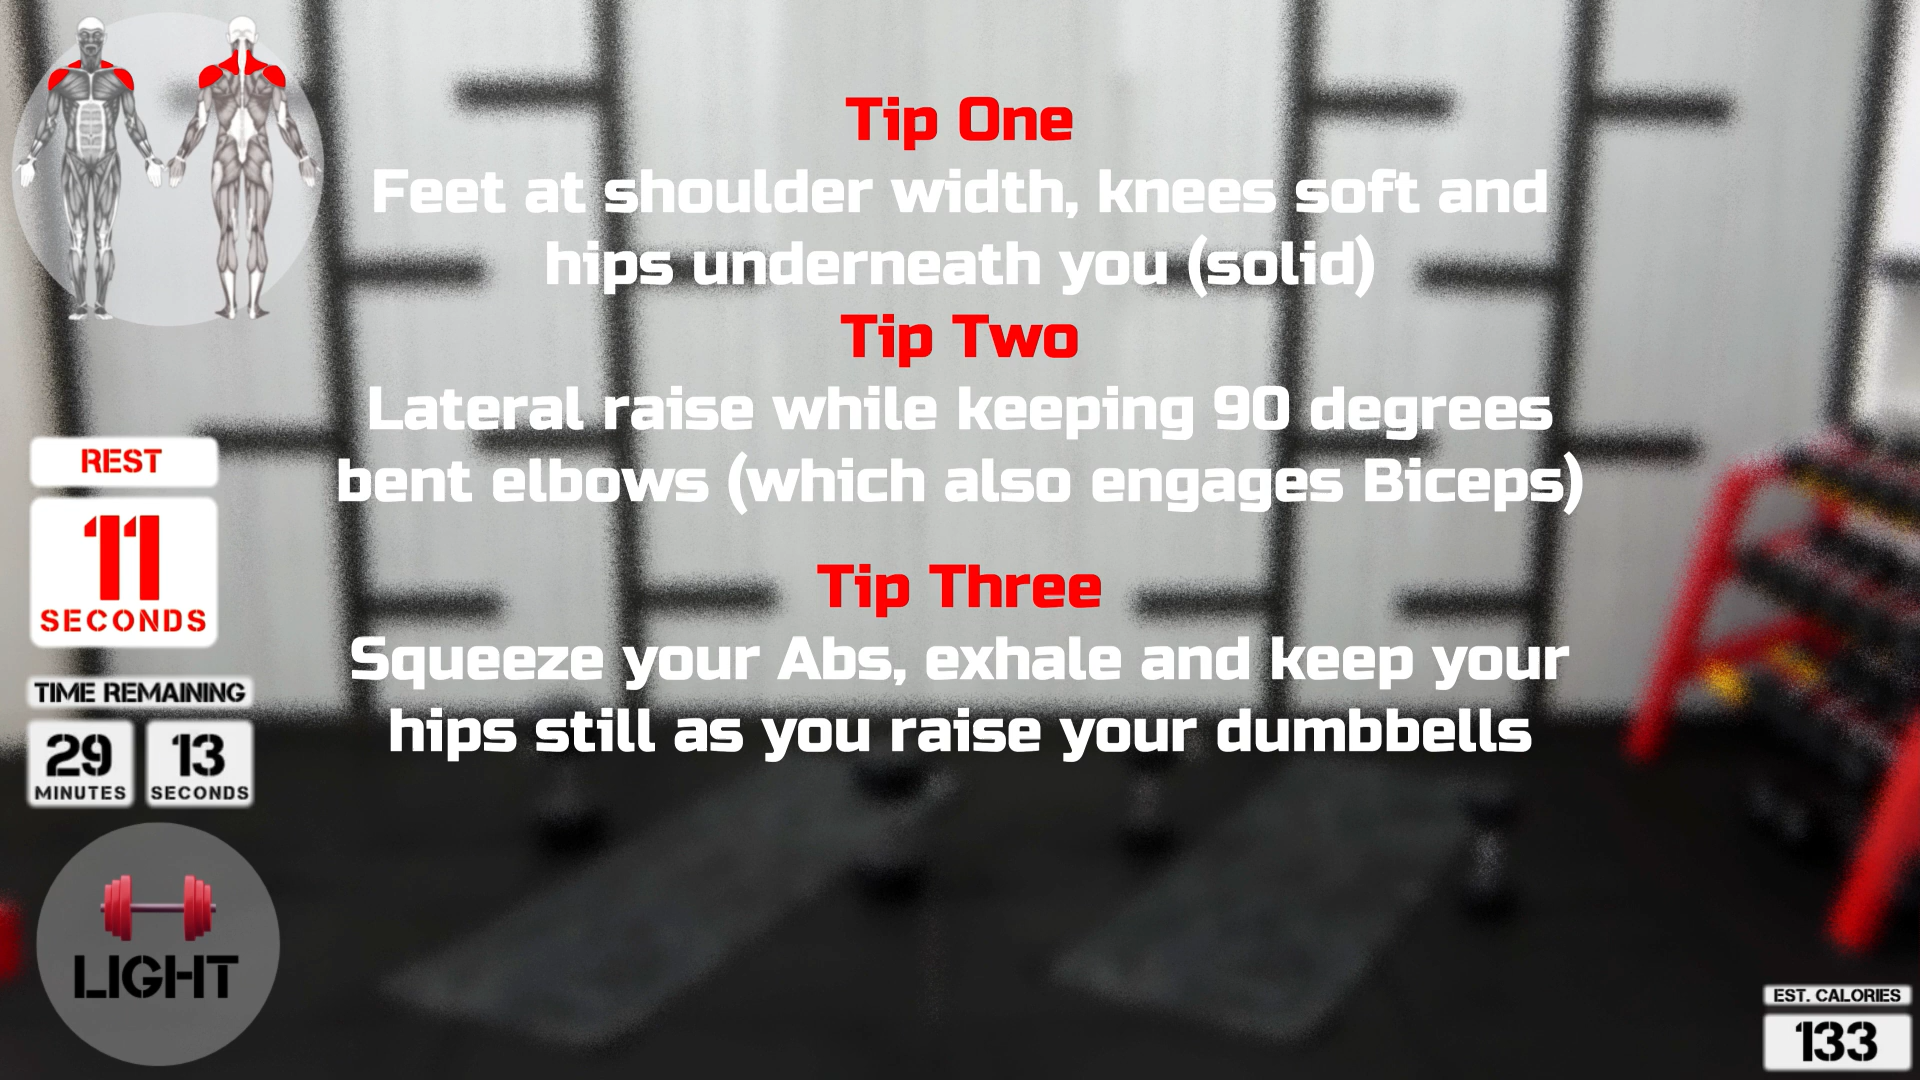 Tip One
Feet at shoulder width, knees soft and
hips underneath you (solid)
Tip Two
Lateral raise while keeping 90 degrees
bent elbows (which also engages Biceps)
Tip Three
Squeeze your Abs, exhale and keep your
hips still as you raise your dumbbells
REST
11
SECONDS
TIME REMAINING
29 13
MINUTES SECONDS
LIGHT
EST. CALORIES
133